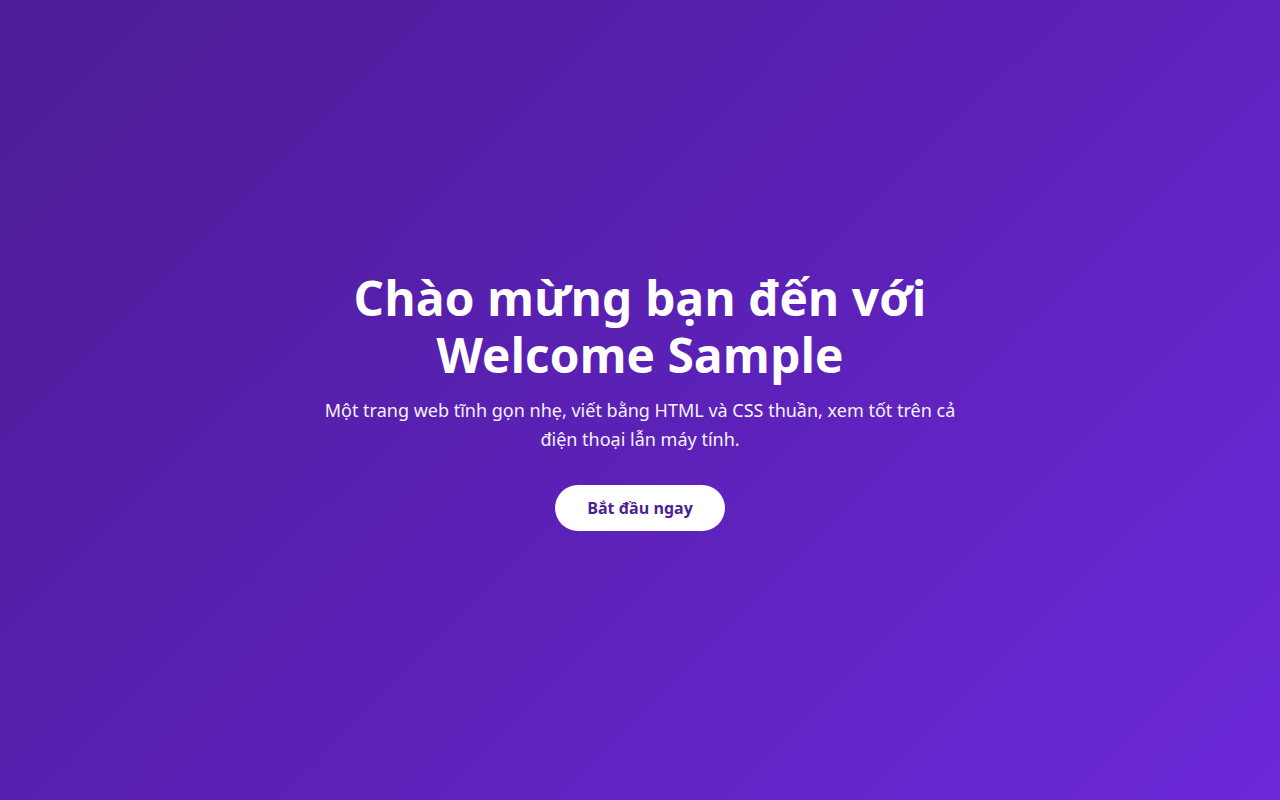 Chào mừng bạn đến với
Welcome Sample
Một trang web tĩnh gọn nhẹ, viết bằng HTML và CSS thuần, xem tốt trên cả
điện thoại lẫn máy tính.
Bắt đầu ngay